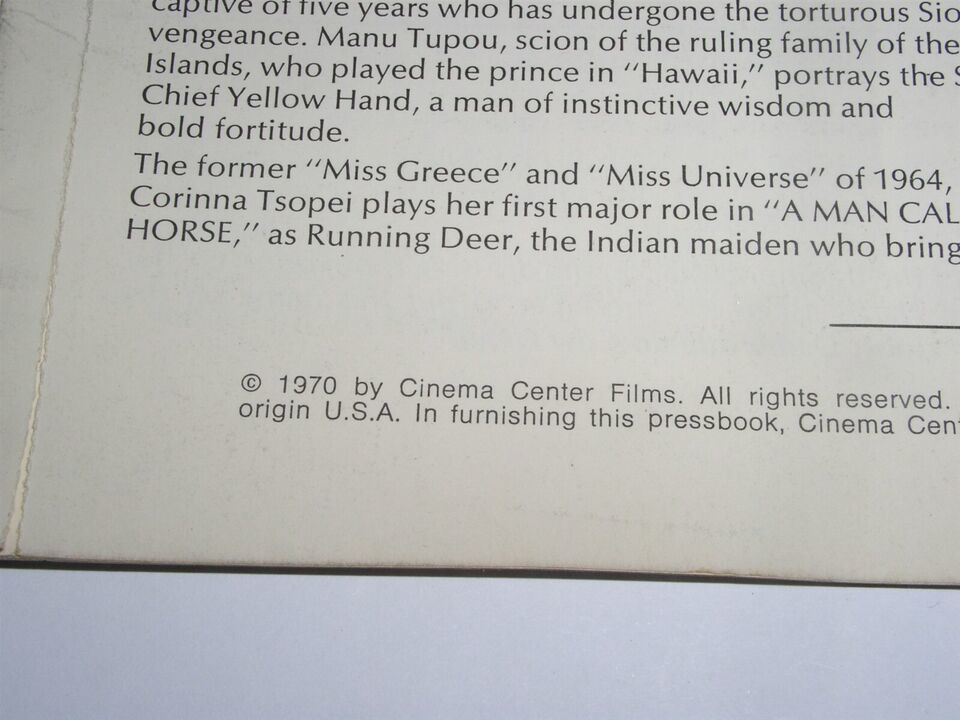 captive of five years who has undergone the torturous Sio
vengeance. Manu Tupou, scion of the ruling family of the
Islands, who played the prince in "Hawaii," portrays the S
Chief Yellow Hand, a man of instinctive wisdom and
bold fortitude.
The former "Miss Greece" and "Miss Universe" of 1964,
Corinna Tsopei plays her first major role in "A MAN CAL
HORSE," as Running Deer, the Indian maiden who bring
© 1970 by Cinema Center Films. All rights reserved.
origin U.S.A. In furnishing this pressbook, Cinema Cent